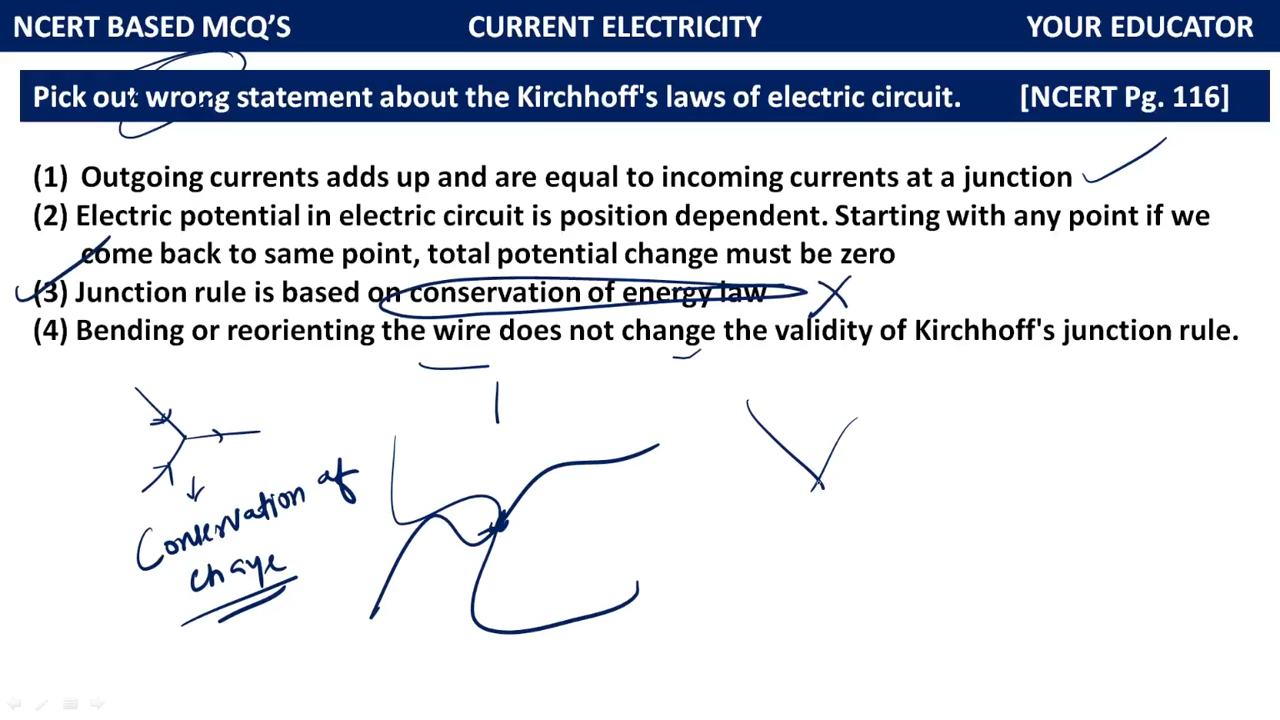 NCERT BASED MCQ'S CURRENT ELECTRICITY YOUR EDUCATOR
Pick out wrong statement about the Kirchhoff's laws of electric circuit. [NCERT Pg. 116]
(1) Outgoing currents adds up and are equal to incoming currents at a junction
(2) Electric potential in electric circuit is position dependent. Starting with any point if we
come back to same point, total potential change must be zero
(3) Junction rule is based on conservation of energy law
(4) Bending or reorienting the wire does not change the validity of Kirchhoff's junction rule.
Conservation of
charge